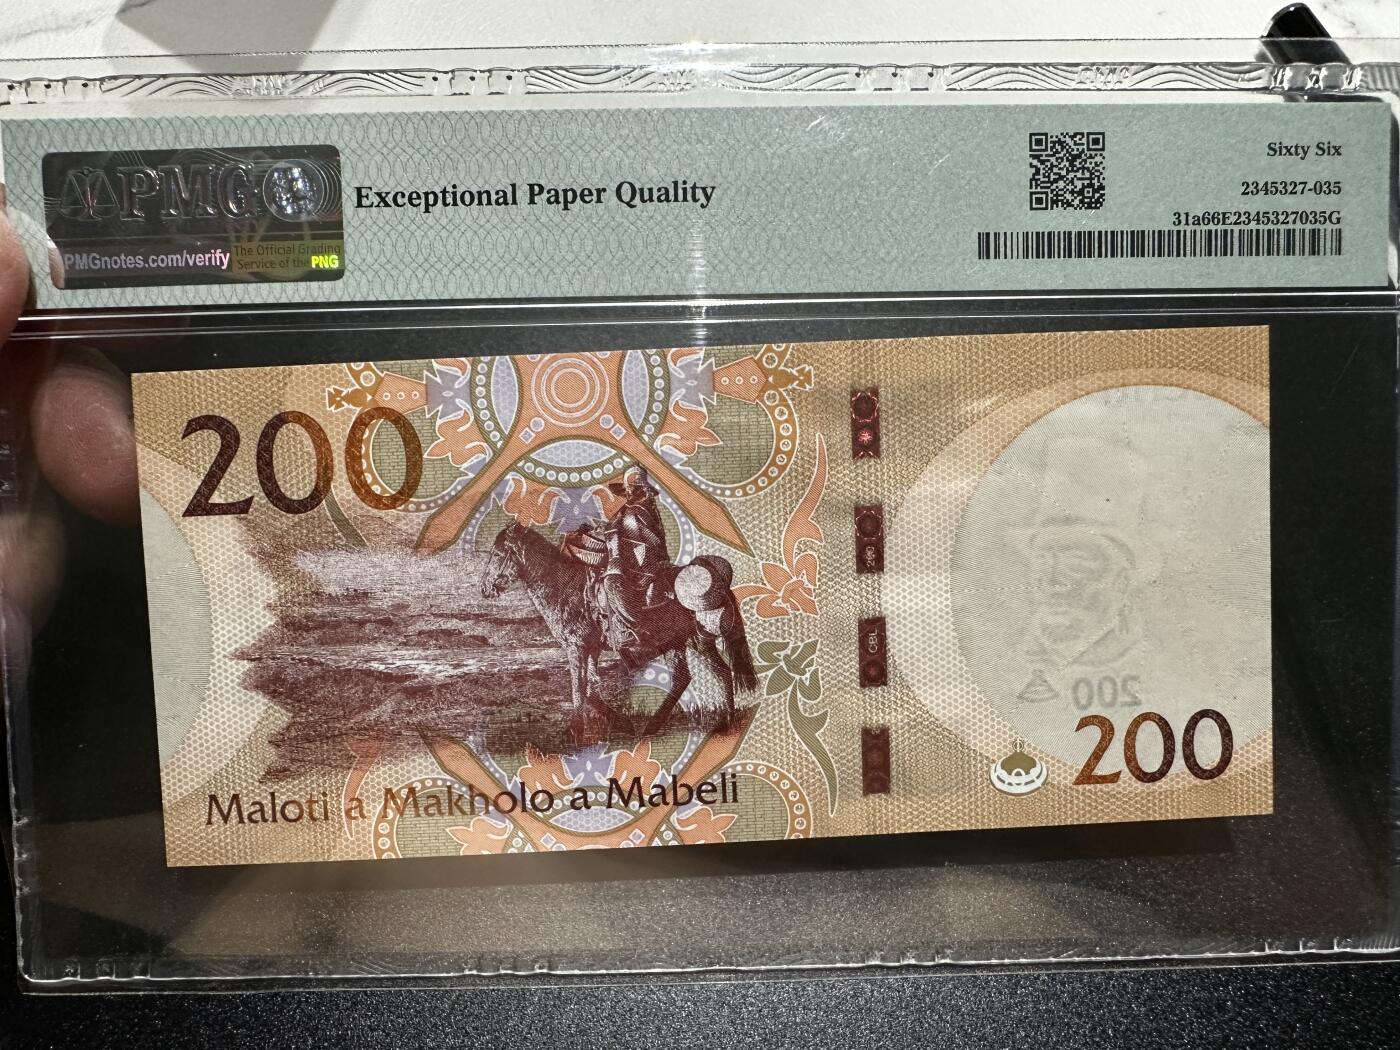 PMG
PMGnotes.com/verify
The Official Grading
Service of the PNG
Exceptional Paper Quality
Sixty Six
2345327-035
31a66E2345327035G
200
200
CBL
200
200
Maloti a Makholo a Mabeli